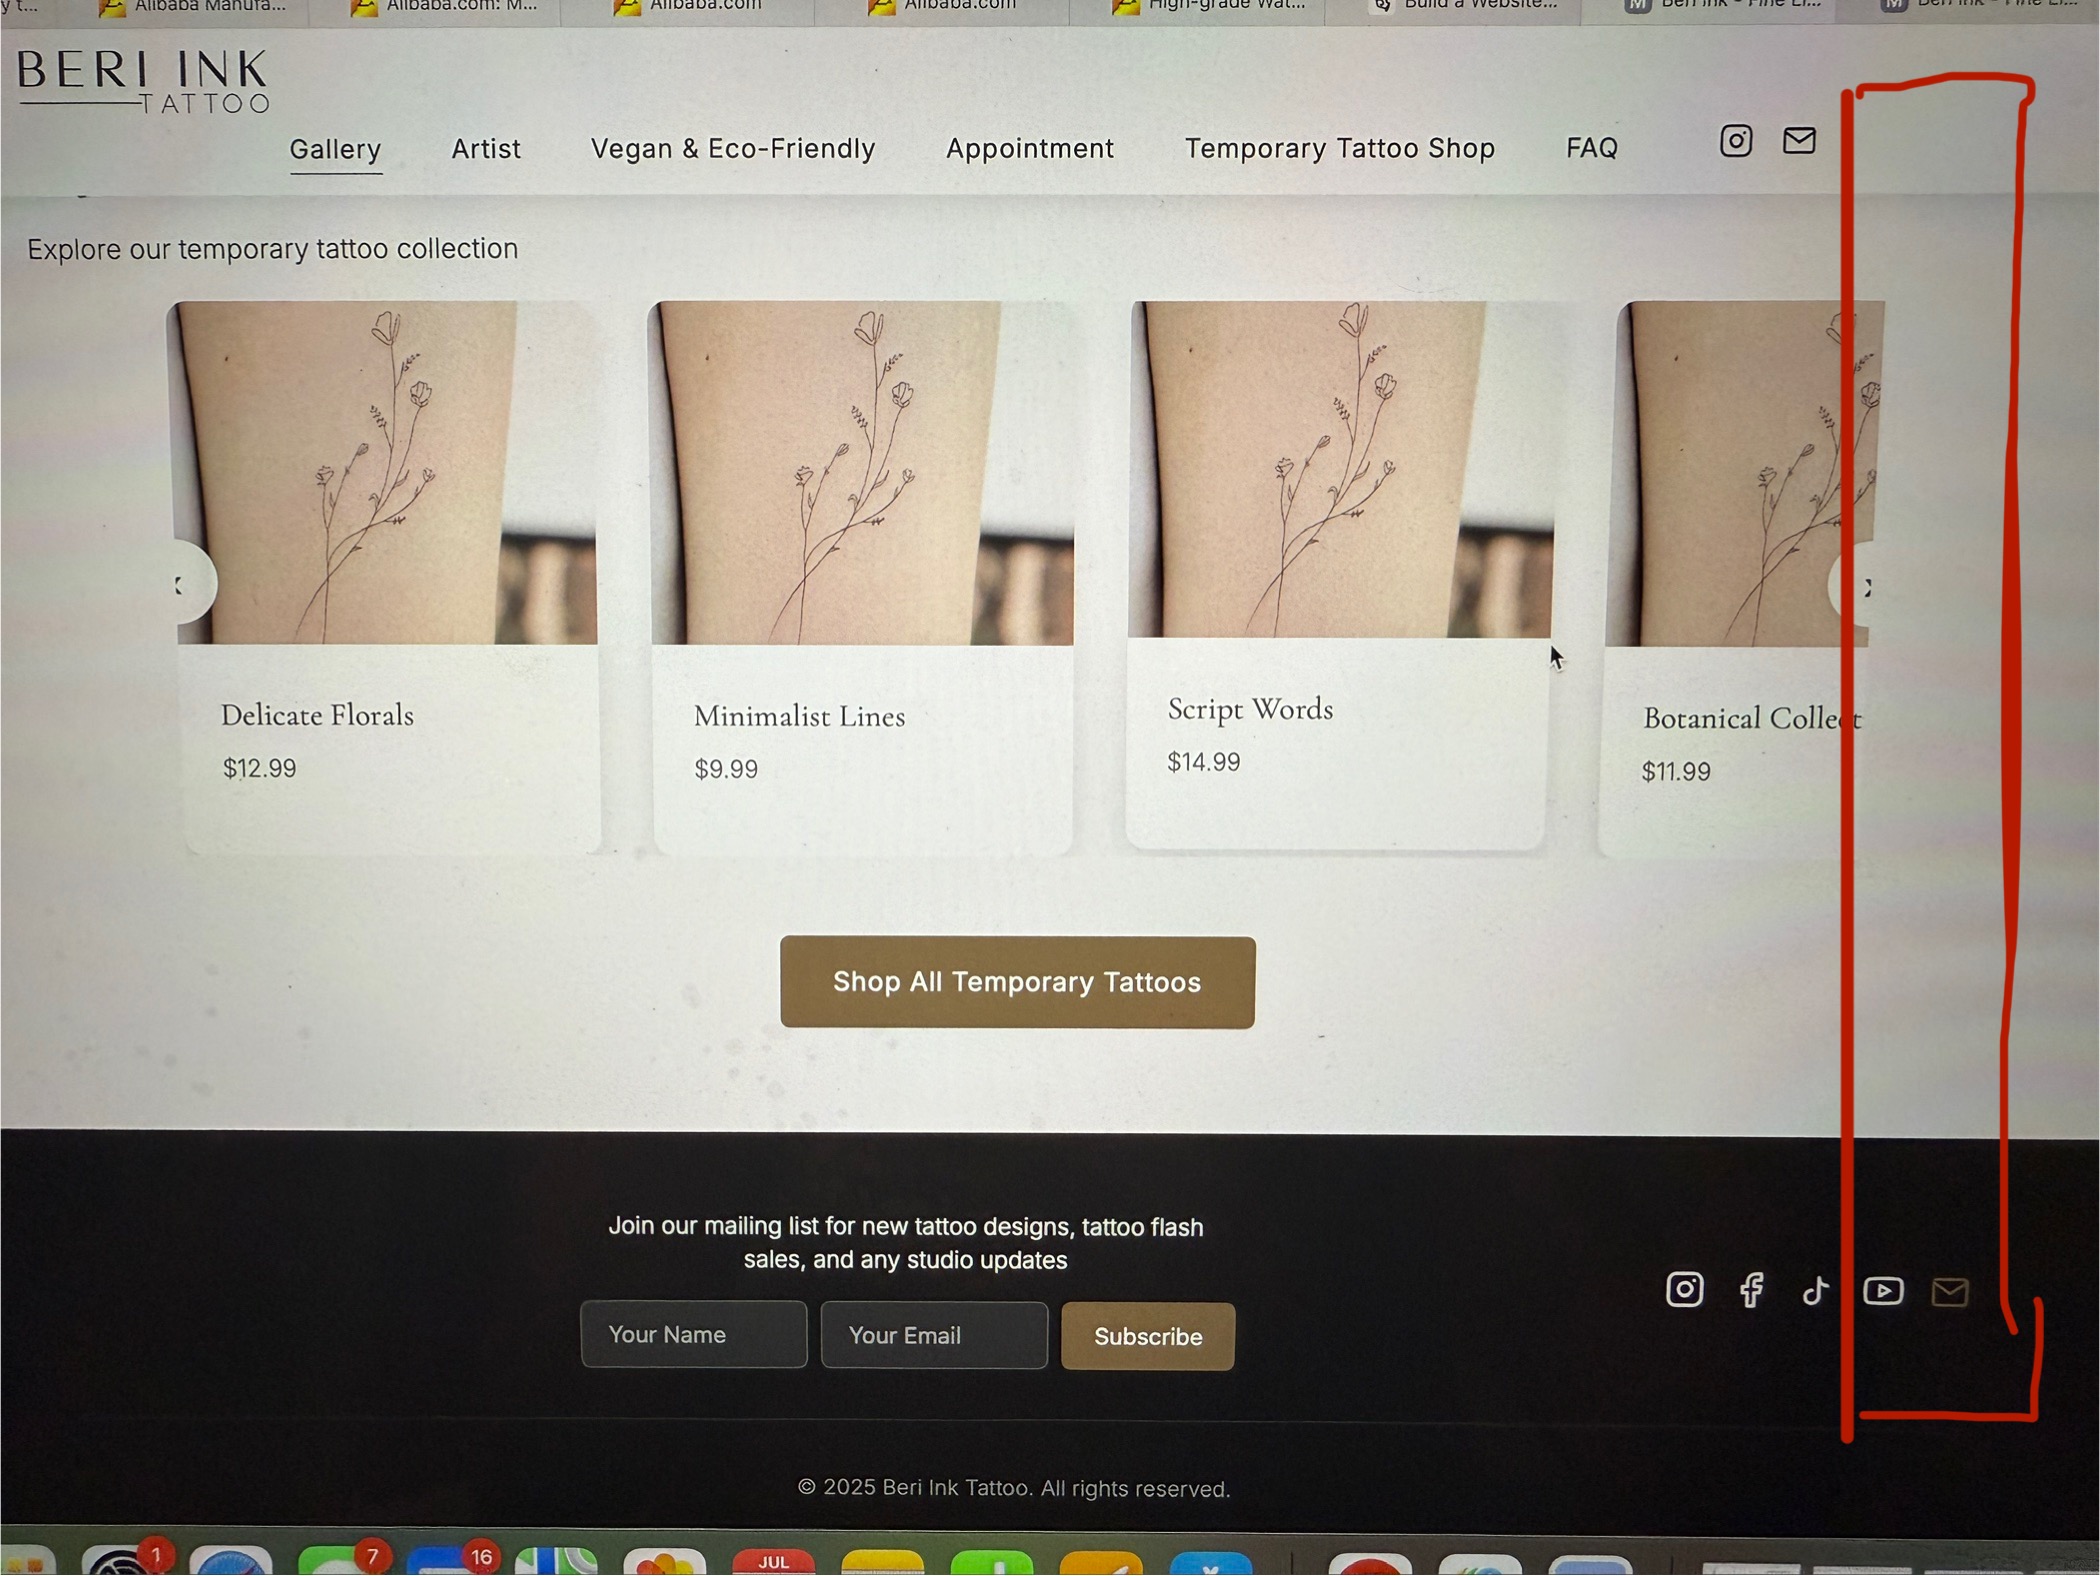 Alibaba Manufa...
Alibaba.com: M...
Alibaba.com
Alibaba.com
High-grade Wat...
Build a Website...
Beri Ink - Fine Li...
Beri Ink - Fine Li...
BERI INK
TATTOO
Gallery Artist Vegan & Eco-Friendly Appointment Temporary Tattoo Shop FAQ
Explore our temporary tattoo collection
Delicate Florals
$12.99
Minimalist Lines
$9.99
Script Words
$14.99
Botanical Collect
$11.99
Shop All Temporary Tattoos
Join our mailing list for new tattoo designs, tattoo flash
sales, and any studio updates
Your Name Your Email Subscribe
© 2025 Beri Ink Tattoo. All rights reserved.
1 7 16 JUL